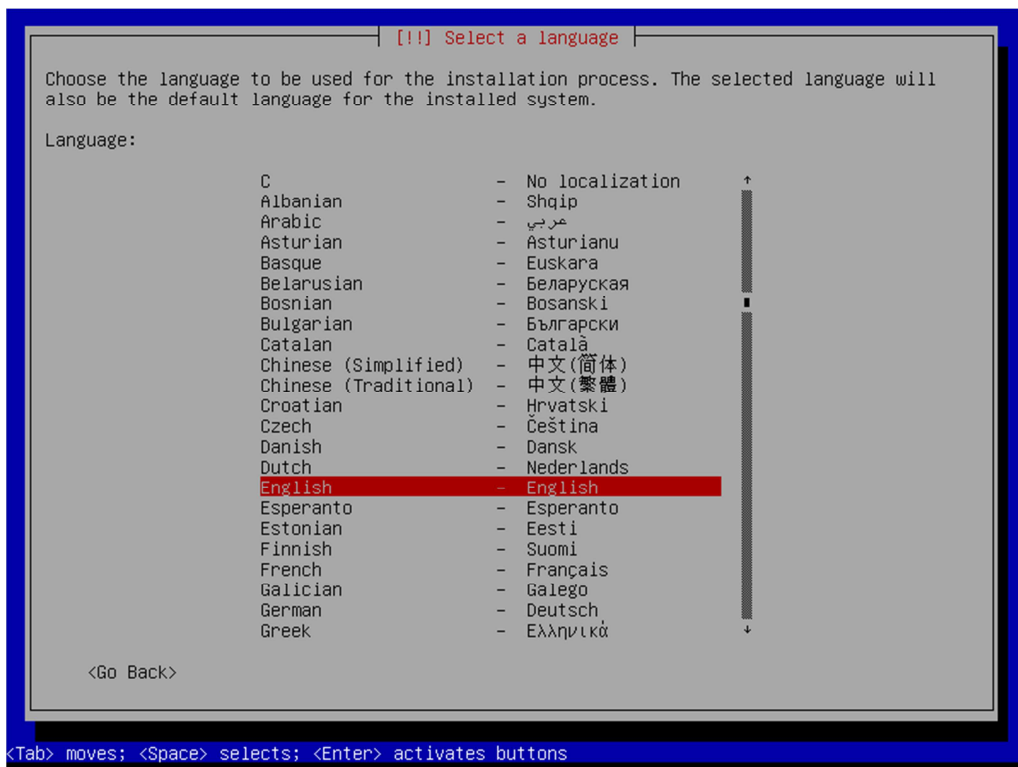 [!!] Select a language
Choose the language to be used for the installation process. The selected language will
also be the default language for the installed system.
Language:
C - No localization
Albanian - Shqip
Arabic - عربي
Asturian - Asturianu
Basque - Euskara
Belarusian - Беларуская
Bosnian - Bosanski
Bulgarian - Български
Catalan - Català
Chinese (Simplified) - 中文(简体)
Chinese (Traditional) - 中文(繁體)
Croatian - Hrvatski
Czech - Čeština
Danish - Dansk
Dutch - Nederlands
English - English
Esperanto - Esperanto
Estonian - Eesti
Finnish - Suomi
French - Français
Galician - Galego
German - Deutsch
Greek - Ελληνικά
<Go Back>
<Tab> moves; <Space> selects; <Enter> activates buttons